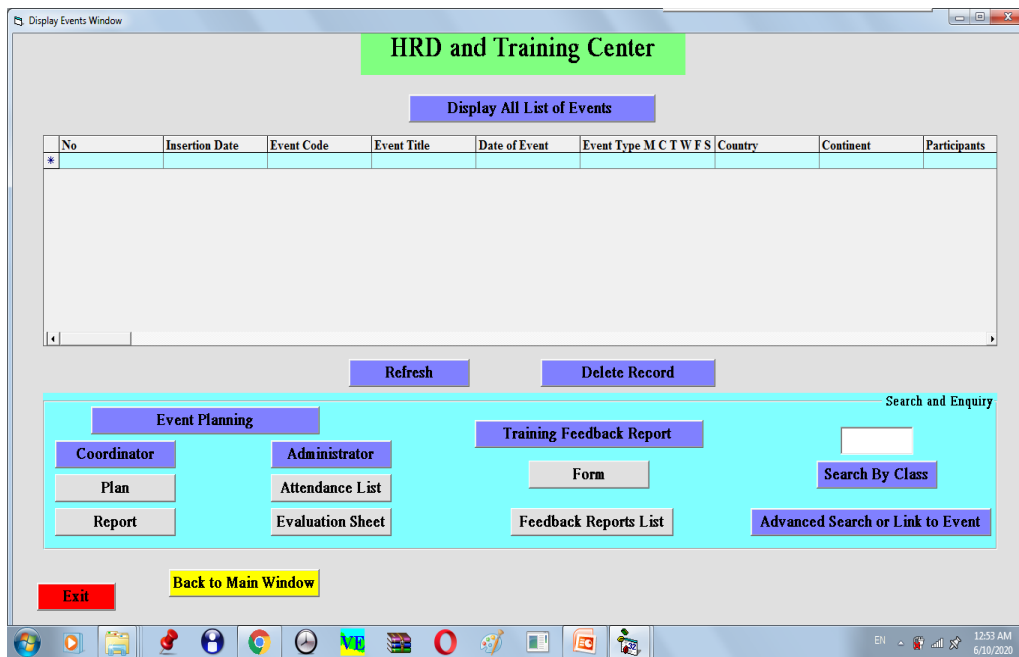 Display Events Window
HRD and Training Center
Display All List of Events
No Insertion Date Event Code Event Title Date of Event Event Type M C T W F S Country Continent Participants
Refresh Delete Record
Search and Enquiry
Event Planning
Training Feedback Report
Coordinator Administrator
Form Search By Class
Plan Attendance List
Report Evaluation Sheet Feedback Reports List Advanced Search or Link to Event
Back to Main Window
Exit
VE
32
EN
12:53 AM
6/10/2020